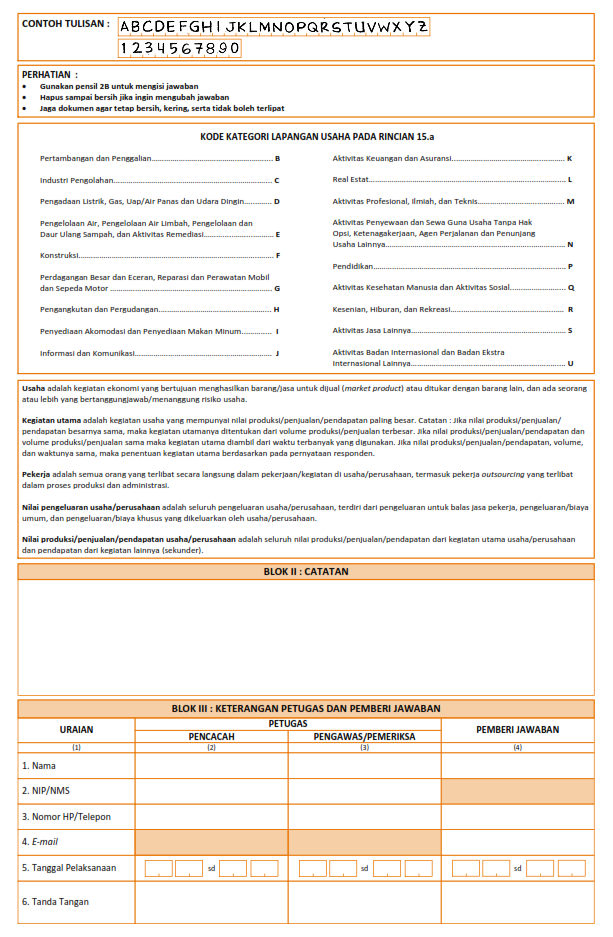 CONTOH TULISAN :
ABCDEFGHIJKLMNOPQRSTUVWXYZ
1234567890
PERHATIAN :
• Gunakan pensil 2B untuk mengisi jawaban
• Hapus sampai bersih jika ingin mengubah jawaban
• Jaga dokumen agar tetap bersih, kering, serta tidak boleh terlipat
KODE KATEGORI LAPANGAN USAHA PADA RINCIAN 15.a
Pertambangan dan Penggalian B
Industri Pengolahan C
Pengadaan Listrik, Gas, Uap/Air Panas dan Udara Dingin D
Pengelolaan Air, Pengelolaan Air Limbah, Pengelolaan dan
Daur Ulang Sampah, dan Aktivitas Remediasi E
Konstruksi F
Perdagangan Besar dan Eceran, Reparasi dan Perawatan Mobil
dan Sepeda Motor G
Pengangkutan dan Pergudangan H
Penyediaan Akomodasi dan Penyediaan Makan Minum I
Informasi dan Komunikasi J
Aktivitas Keuangan dan Asuransi K
Real Estat L
Aktivitas Profesional, Ilmiah, dan Teknis M
Aktivitas Penyewaan dan Sewa Guna Usaha Tanpa Hak
Opsi, Ketenagakerjaan, Agen Perjalanan dan Penunjang
Usaha Lainnya N
Pendidikan P
Aktivitas Kesehatan Manusia dan Aktivitas Sosial Q
Kesenian, Hiburan, dan Rekreasi R
Aktivitas Jasa Lainnya S
Aktivitas Badan Internasional dan Badan Ekstra
Internasional Lainnya U
Usaha adalah kegiatan ekonomi yang bertujuan menghasilkan barang/jasa untuk dijual (market product) atau ditukar dengan barang lain, dan ada seorang
atau lebih yang bertanggungjawab/menanggung risiko usaha.
Kegiatan utama adalah kegiatan usaha yang mempunyai nilai produksi/penjualan/pendapatan paling besar. Catatan : Jika nilai produksi/penjualan/
pendapatan besarnya sama, maka kegiatan utamanya ditentukan dari volume produksi/penjualan terbesar. Jika nilai produksi/penjualan/pendapatan dan
volume produksi/penjualan sama maka kegiatan utama diambil dari waktu terbanyak yang digunakan. Jika nilai produksi/penjualan/pendapatan, volume,
dan waktunya sama, maka penentuan kegiatan utama berdasarkan pada pernyataan responden.
Pekerja adalah semua orang yang terlibat secara langsung dalam pekerjaan/kegiatan di usaha/perusahaan, termasuk pekerja outsourcing yang terlibat
dalam proses produksi dan administrasi.
Nilai pengeluaran usaha/perusahaan adalah seluruh pengeluaran usaha/perusahaan, terdiri dari pengeluaran untuk balas jasa pekerja, pengeluaran/biaya
umum, dan pengeluaran/biaya khusus yang dikeluarkan oleh usaha/perusahaan.
Nilai produksi/penjualan/pendapatan usaha/perusahaan adalah seluruh nilai produksi/penjualan/pendapatan dari kegiatan utama usaha/perusahaan
dan pendapatan dari kegiatan lainnya (sekunder).
BLOK II : CATATAN
BLOK III : KETERANGAN PETUGAS DAN PEMBERI JAWABAN
URAIAN PETUGAS PEMBERI JAWABAN
PENCACAH PENGAWAS/PEMERIKSA
(1) (2) (3) (4)
1. Nama
2. NIP/NMS
3. Nomor HP/Telepon
4. E-mail
5. Tanggal Pelaksanaan sd sd sd
6. Tanda Tangan